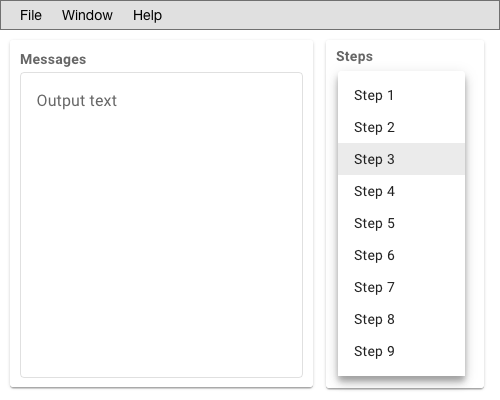 File Window Help
Messages
Output text
Steps
Step 1
Step 2
Step 3
Step 4
Step 5
Step 6
Step 7
Step 8
Step 9